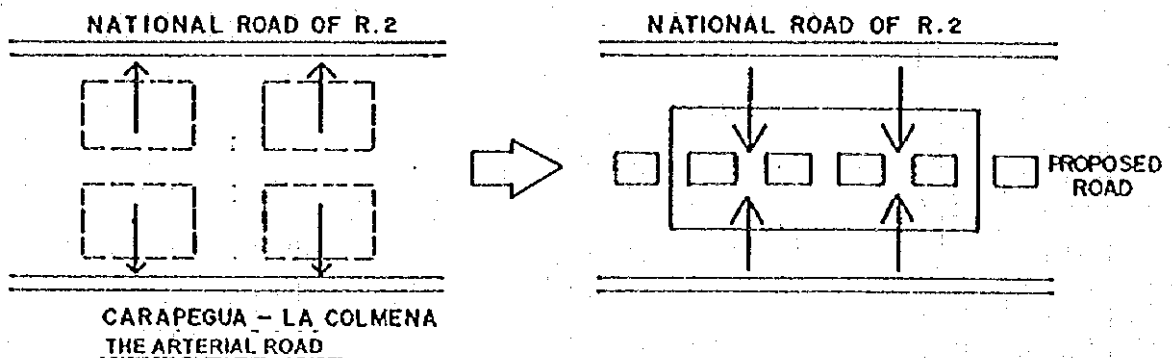 NATIONAL ROAD OF R.2
NATIONAL ROAD OF R.2
PROPOSED
ROAD
CARAPEGUA - LA COLMENA
THE ARTERIAL ROAD